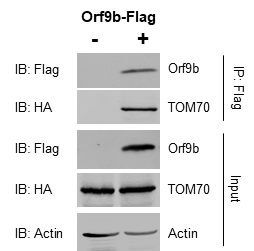 Orf9b-Flag
- +
IB: Flag Orf9b
IB: HA TOM70
IP: Flag
IB: Flag Orf9b
IB: HA TOM70
IB: Actin Actin
Input